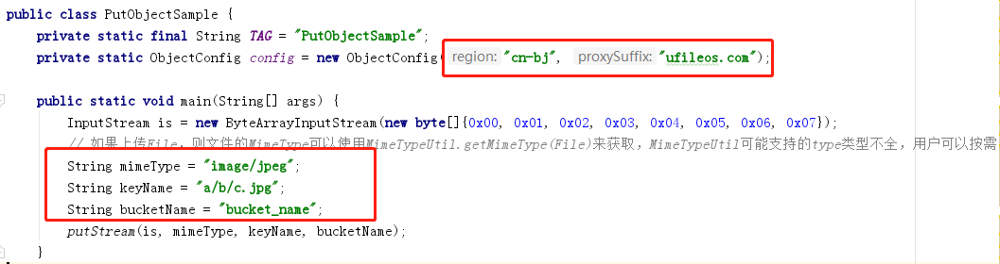 public class PutObjectSample {
private static final String TAG = "PutObjectSample";
private static ObjectConfig config = new ObjectConfig( region: "cn-bj", proxySuffix: "ufileos.com");
public static void main(String[] args) {
InputStream is = new ByteArrayInputStream(new byte[]{0x00, 0x01, 0x02, 0x03, 0x04, 0x05, 0x06, 0x07});
// 如果上传File，则文件的MimeType可以使用MimeTypeUtil.getMimeType(File)来获取，MimeTypeUtil可能支持的type类型不全，用户可以按需
String mimeType = "image/jpeg";
String keyName = "a/b/c.jpg";
String bucketName = "bucket_name";
putStream(is, mimeType, keyName, bucketName);
}